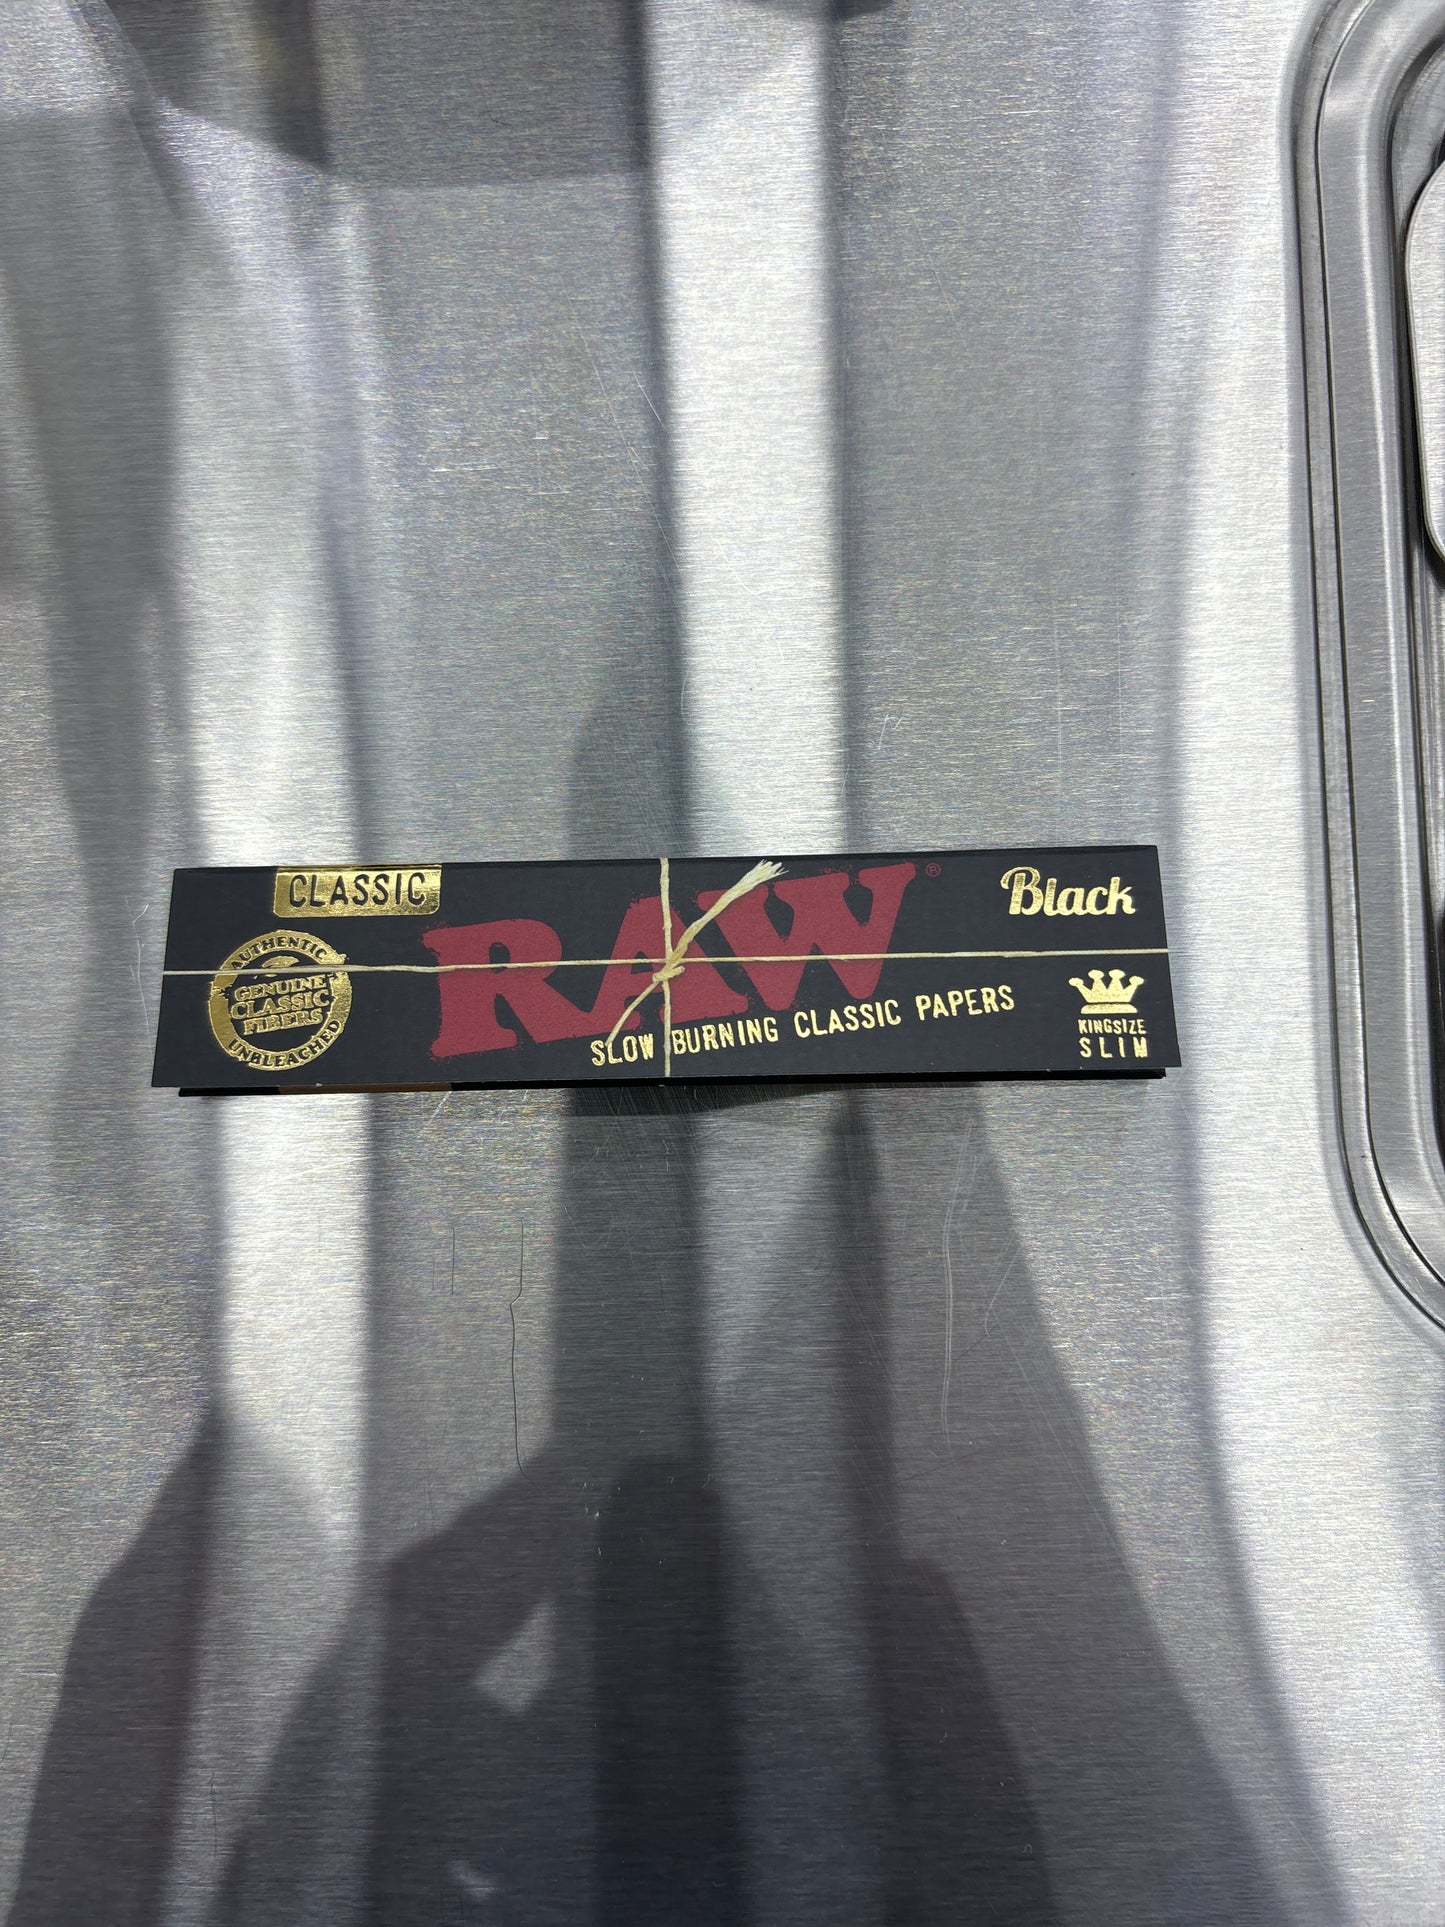 CLASSIC
AUTHENTIC
GENUINE
CLASSIC
FIBERS
UNBLEACHED
RAW®
SLOW BURNING CLASSIC PAPERS
Black
KINGSIZE
SLIM